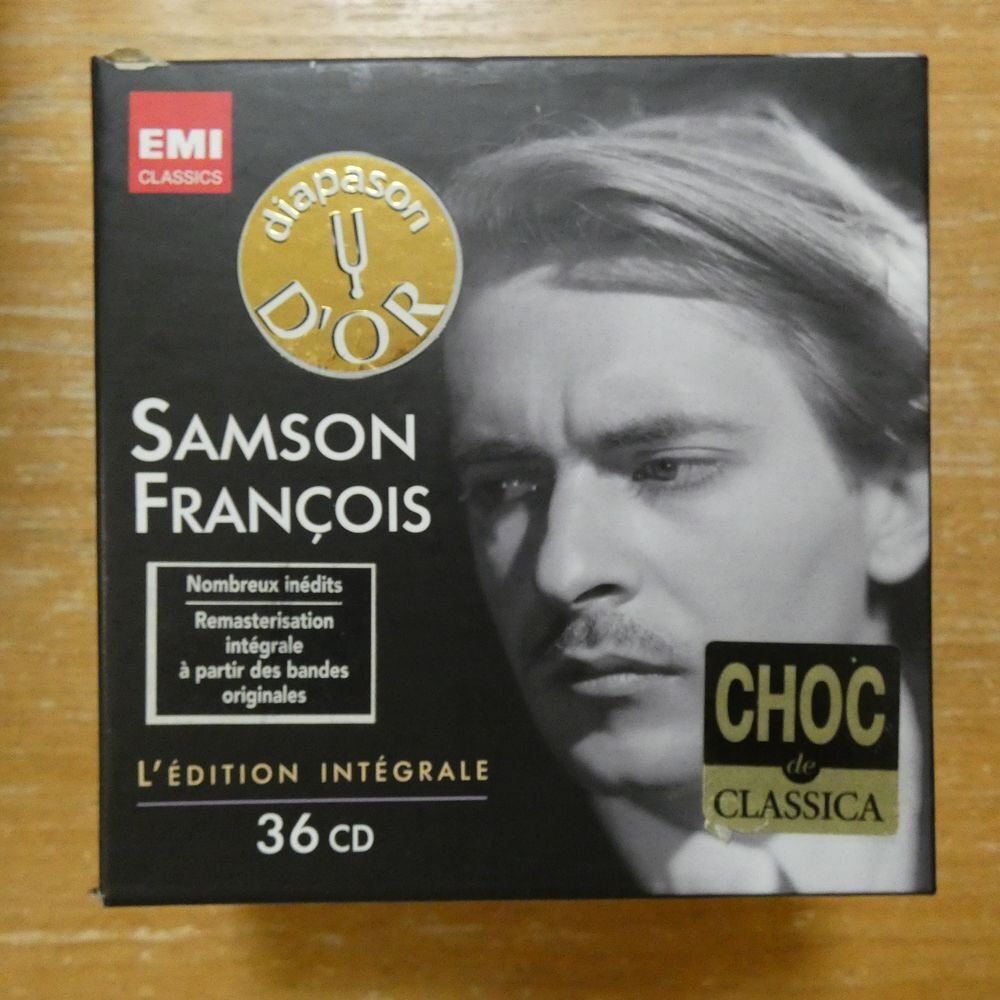 EMI
CLASSICS
diapason
D'OR
SAMSON
FRANÇOIS
Nombreux inédits
Remasterisation
intégrale
à partir des bandes
originales
L'ÉDITION INTÉGRALE
36 CD
CHOC
de
CLASSICA